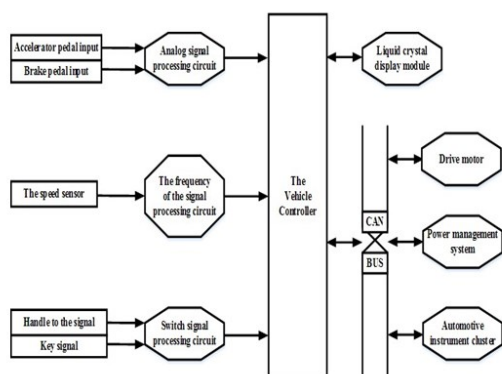 Accelerator pedal input
Brake pedal input
Analog signal
processing circuit
Liquid crystal
display module
The speed sensor
The frequency
of the signal
processing circuit
The
Vehicle
Controller
Drive motor
CAN
BUS
Power management
system
Handle to the signal
Key signal
Switch signal
processing circuit
Automotive
instrument cluster